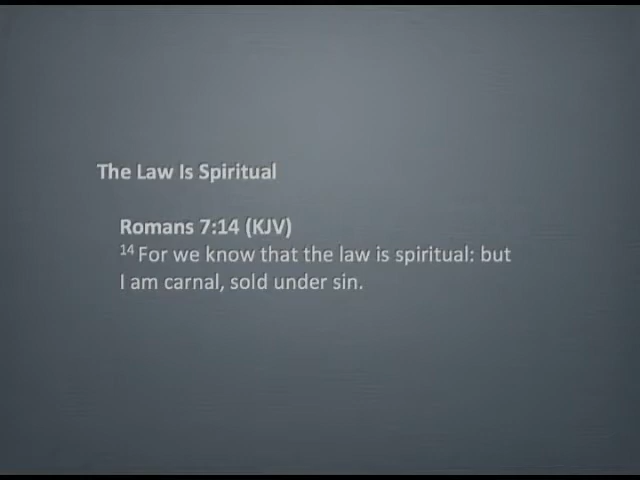 The Law Is Spiritual
Romans 7:14 (KJV)
14 For we know that the law is spiritual: but
I am carnal, sold under sin.